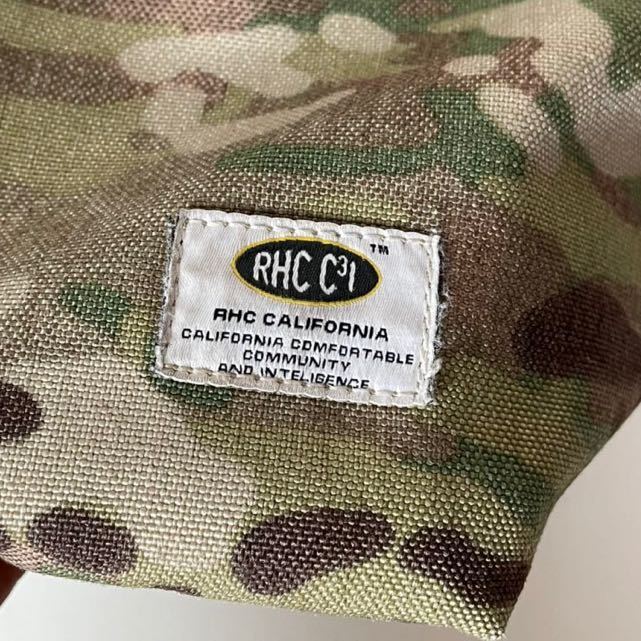 RHC C³I ™
RHC CALIFORNIA
CALIFORNIA COMFORTABLE
COMMUNITY
AND INTELIGENCE